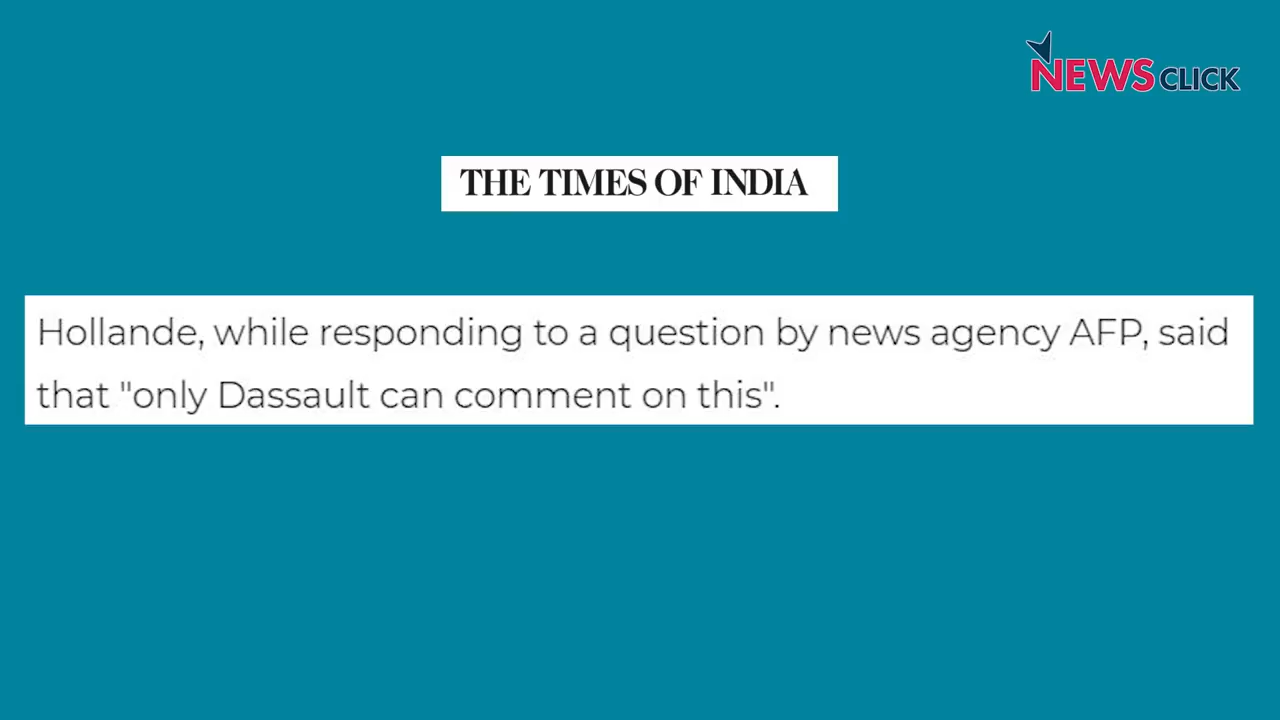 NEWSCLICK
THE TIMES OF INDIA
Hollande, while responding to a question by news agency AFP, said
that "only Dassault can comment on this".